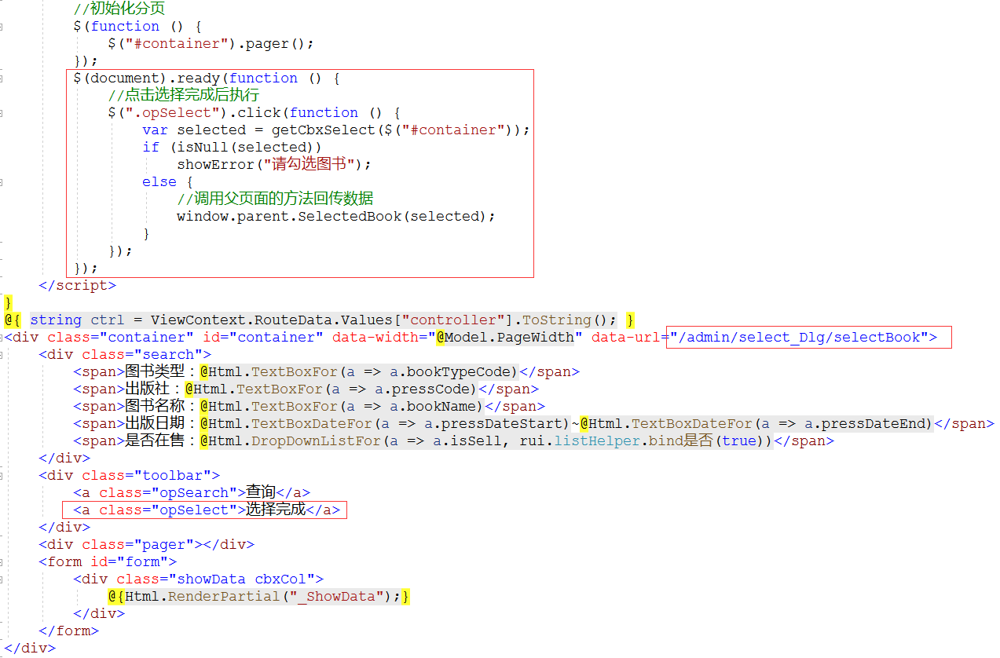 //初始化分页
$(function () {
$("#container").pager();
});
$(document).ready(function () {
//点击选择完成后执行
$(".opSelect").click(function () {
var selected = getCbxSelect($("#container"));
if (isNull(selected))
showError("请勾选图书");
else {
//调用父页面的方法回传数据
window.parent.SelectedBook(selected);
}
});
});
</script>
}
@{ string ctrl = ViewContext.RouteData.Values["controller"].ToString(); }
<div class="container" id="container" data-width="@Model.PageWidth" data-url="/admin/select_Dlg/selectBook">
<div class="search">
<span>图书类型：@Html.TextBoxFor(a => a.bookTypeCode)</span>
<span>出版社：@Html.TextBoxFor(a => a.pressCode)</span>
<span>图书名称：@Html.TextBoxFor(a => a.bookName)</span>
<span>出版日期：@Html.TextBoxDateFor(a => a.pressDateStart)~@Html.TextBoxDateFor(a => a.pressDateEnd)</span>
<span>是否在售：@Html.DropDownListFor(a => a.isSell, rui.listHelper.bind是否(true))</span>
</div>
<div class="toolbar">
<a class="opSearch">查询</a>
<a class="opSelect">选择完成</a>
</div>
<div class="pager"></div>
<form id="form">
<div class="showData cbxCol">
@{Html.RenderPartial("_ShowData");}
</div>
</form>
</div>